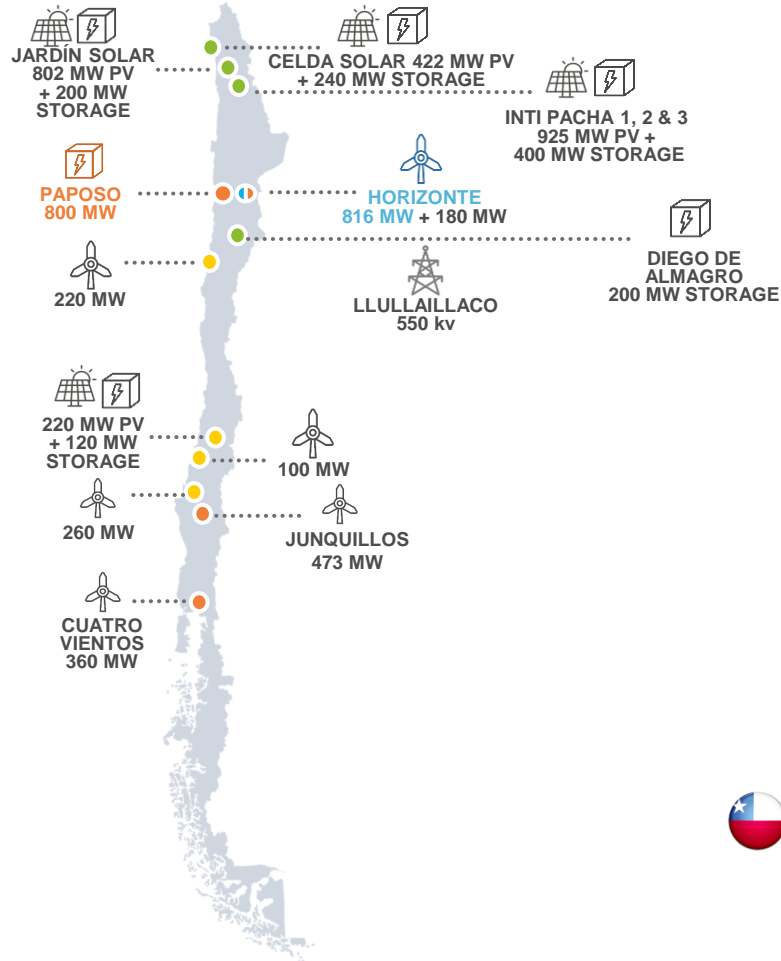 JARDÍN SOLAR
802 MW PV
+ 200 MW
STORAGE
CELDA SOLAR 422 MW PV
+ 240 MW STORAGE
INTI PACHA 1, 2 & 3
925 MW PV +
400 MW STORAGE
PAPOSO
800 MW
HORIZONTE
816 MW + 180 MW
DIEGO DE
ALMAGRO
200 MW STORAGE
220 MW
LLULLAILLACO
550 kv
220 MW PV
+ 120 MW
STORAGE
100 MW
260 MW
JUNQUILLOS
473 MW
CUATRO
VIENTOS
360 MW